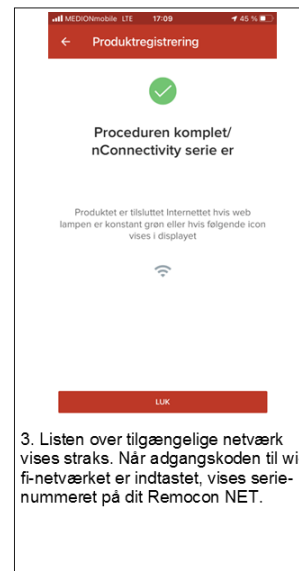 MEDIONmobile LTE 17:09 45 %
Produktregistrering
Proceduren komplet/
nConnectivity serie er
Produktet er tilsluttet Internettet hvis web
lampen er konstant grøn eller hvis følgende icon
vises i displayet
LUK
3. Listen over tilgængelige netværk
vises straks. Når adgangskoden til wi
fi-netværket er indtastet, vises serie-
nummeret på dit Remocon NET.